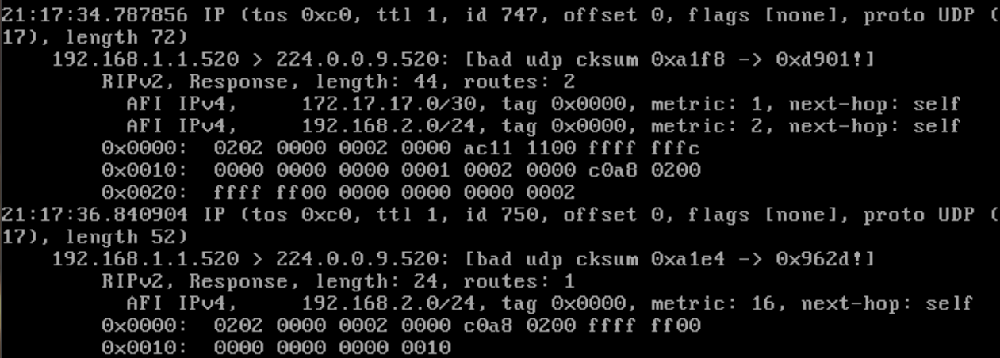 21:17:34.787856 IP (tos 0xc0, ttl 1, id 747, offset 0, flags [none], proto UDP (
17), length 72)
    192.168.1.1.520 > 224.0.0.9.520: [bad udp cksum 0xa1f8 -> 0xd901!]
        RIPv2, Response, length: 44, routes: 2
          AFI IPv4,     172.17.17.0/30, tag 0x0000, metric: 1, next-hop: self
          AFI IPv4,     192.168.2.0/24, tag 0x0000, metric: 2, next-hop: self
        0x0000:  0202 0000 0002 0000 ac11 1100 ffff fffc
        0x0010:  0000 0000 0000 0001 0002 0000 c0a8 0200
        0x0020:  ffff ff00 0000 0000 0000 0002
21:17:36.840904 IP (tos 0xc0, ttl 1, id 750, offset 0, flags [none], proto UDP (
17), length 52)
    192.168.1.1.520 > 224.0.0.9.520: [bad udp cksum 0xa1e4 -> 0x962d!]
        RIPv2, Response, length: 24, routes: 1
          AFI IPv4,     192.168.2.0/24, tag 0x0000, metric: 16, next-hop: self
        0x0000:  0202 0000 0002 0000 c0a8 0200 ffff ff00
        0x0010:  0000 0000 0000 0010